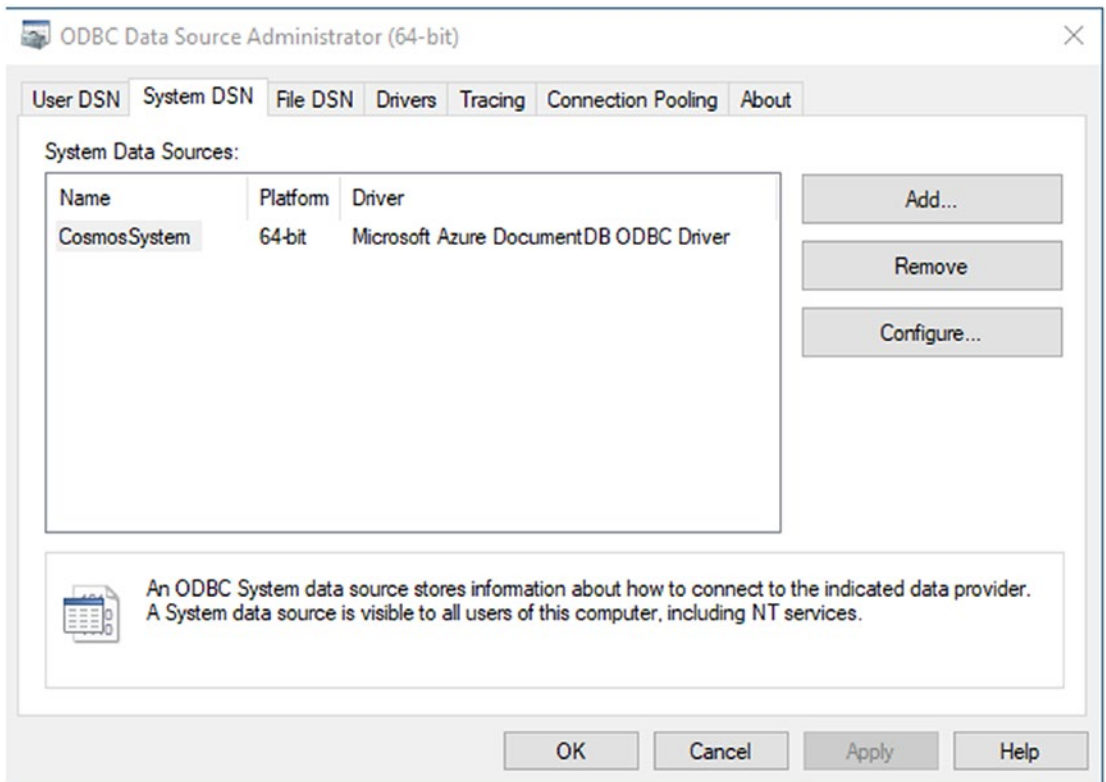 ODBC Data Source Administrator (64-bit)
User DSN System DSN File DSN Drivers Tracing Connection Pooling About
System Data Sources:
Name Platform Driver
CosmosSystem 64-bit Microsoft Azure DocumentDB ODBC Driver
Add...
Remove
Configure...
An ODBC System data source stores information about how to connect to the indicated data provider.
A System data source is visible to all users of this computer, including NT services.
OK Cancel Apply Help